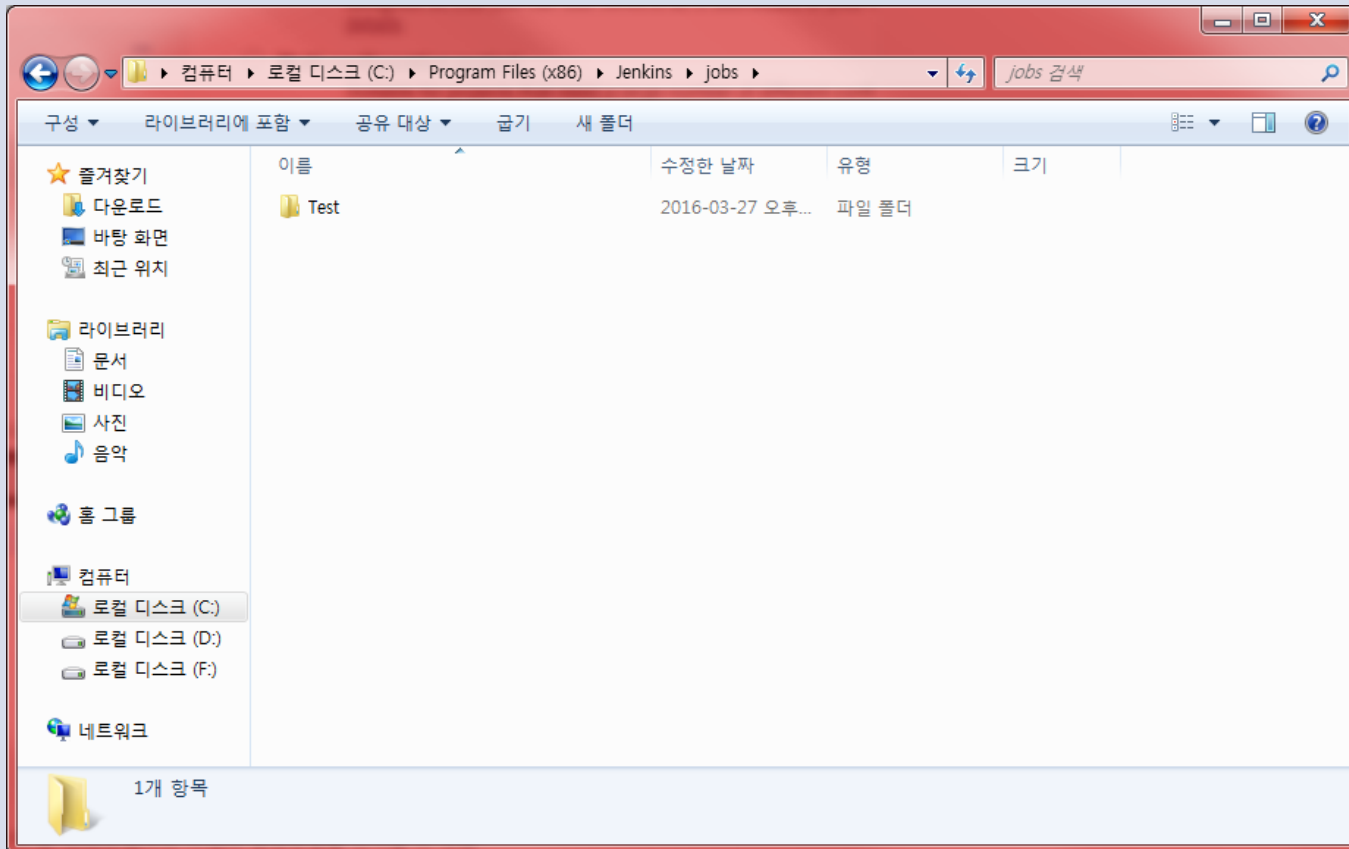 컴퓨터 ▸ 로컬 디스크 (C:) ▸ Program Files (x86) ▸ Jenkins ▸ jobs ▸
jobs 검색
구성 라이브러리에 포함 공유 대상 굽기 새 폴더
이름 수정한 날짜 유형 크기
Test 2016-03-27 오후... 파일 폴더
즐겨찾기
다운로드
바탕 화면
최근 위치
라이브러리
문서
비디오
사진
음악
홈 그룹
컴퓨터
로컬 디스크 (C:)
로컬 디스크 (D:)
로컬 디스크 (F:)
네트워크
1개 항목